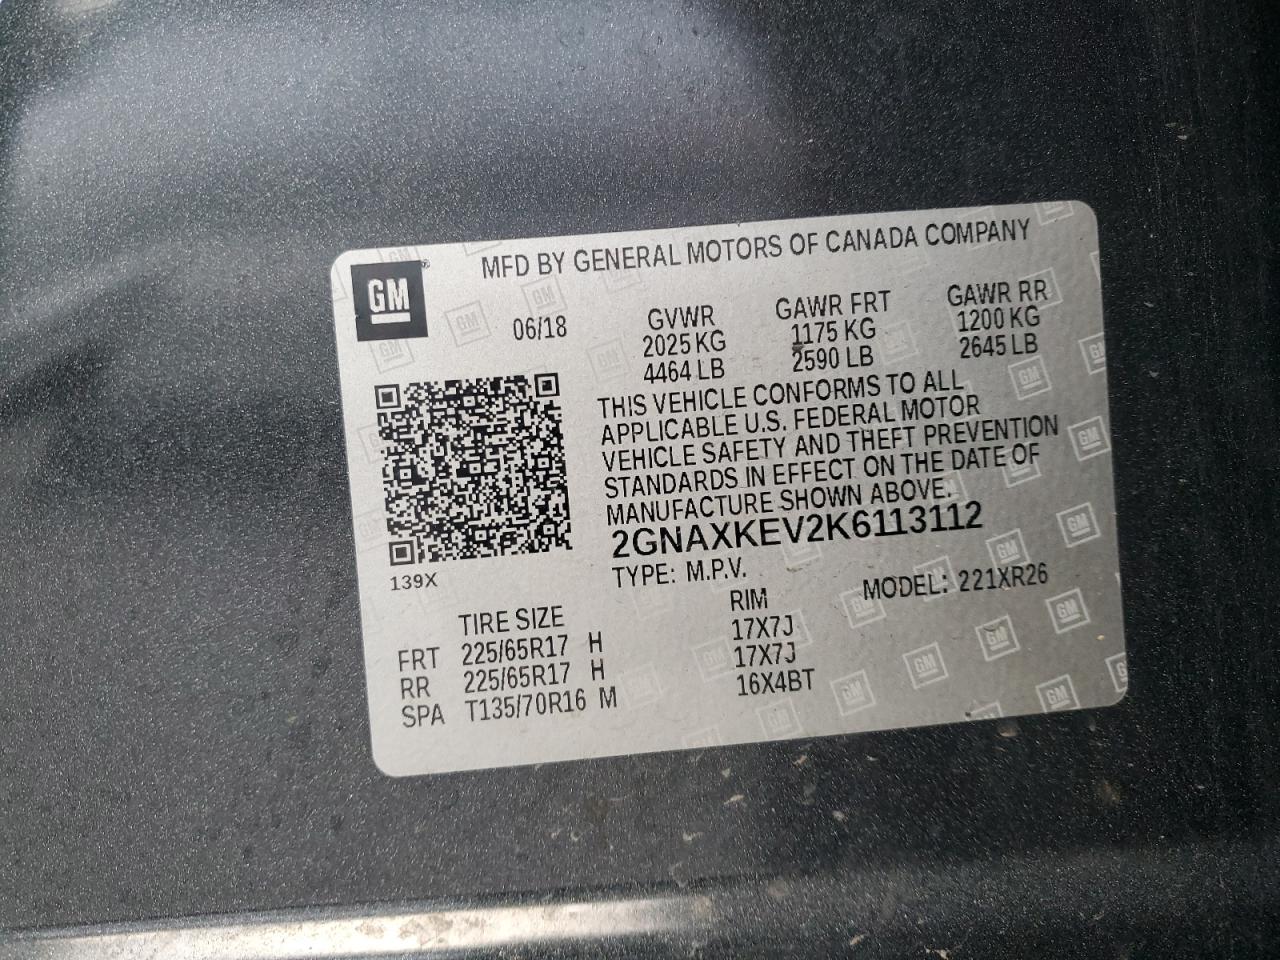 GM
MFD BY GENERAL MOTORS OF CANADA COMPANY
06/18
GVWR GAWR FRT GAWR RR
2025 KG 1175 KG 1200 KG
4464 LB 2590 LB 2645 LB
THIS VEHICLE CONFORMS TO ALL
APPLICABLE U.S. FEDERAL MOTOR
VEHICLE SAFETY AND THEFT PREVENTION
STANDARDS IN EFFECT ON THE DATE OF
MANUFACTURE SHOWN ABOVE.
2GNAXKEV2K6113112
139X
TYPE: M.P.V. MODEL: 221XR26
TIRE SIZE RIM
FRT 225/65R17 H 17X7J
RR 225/65R17 H 17X7J
SPA T135/70R16 M 16X4BT